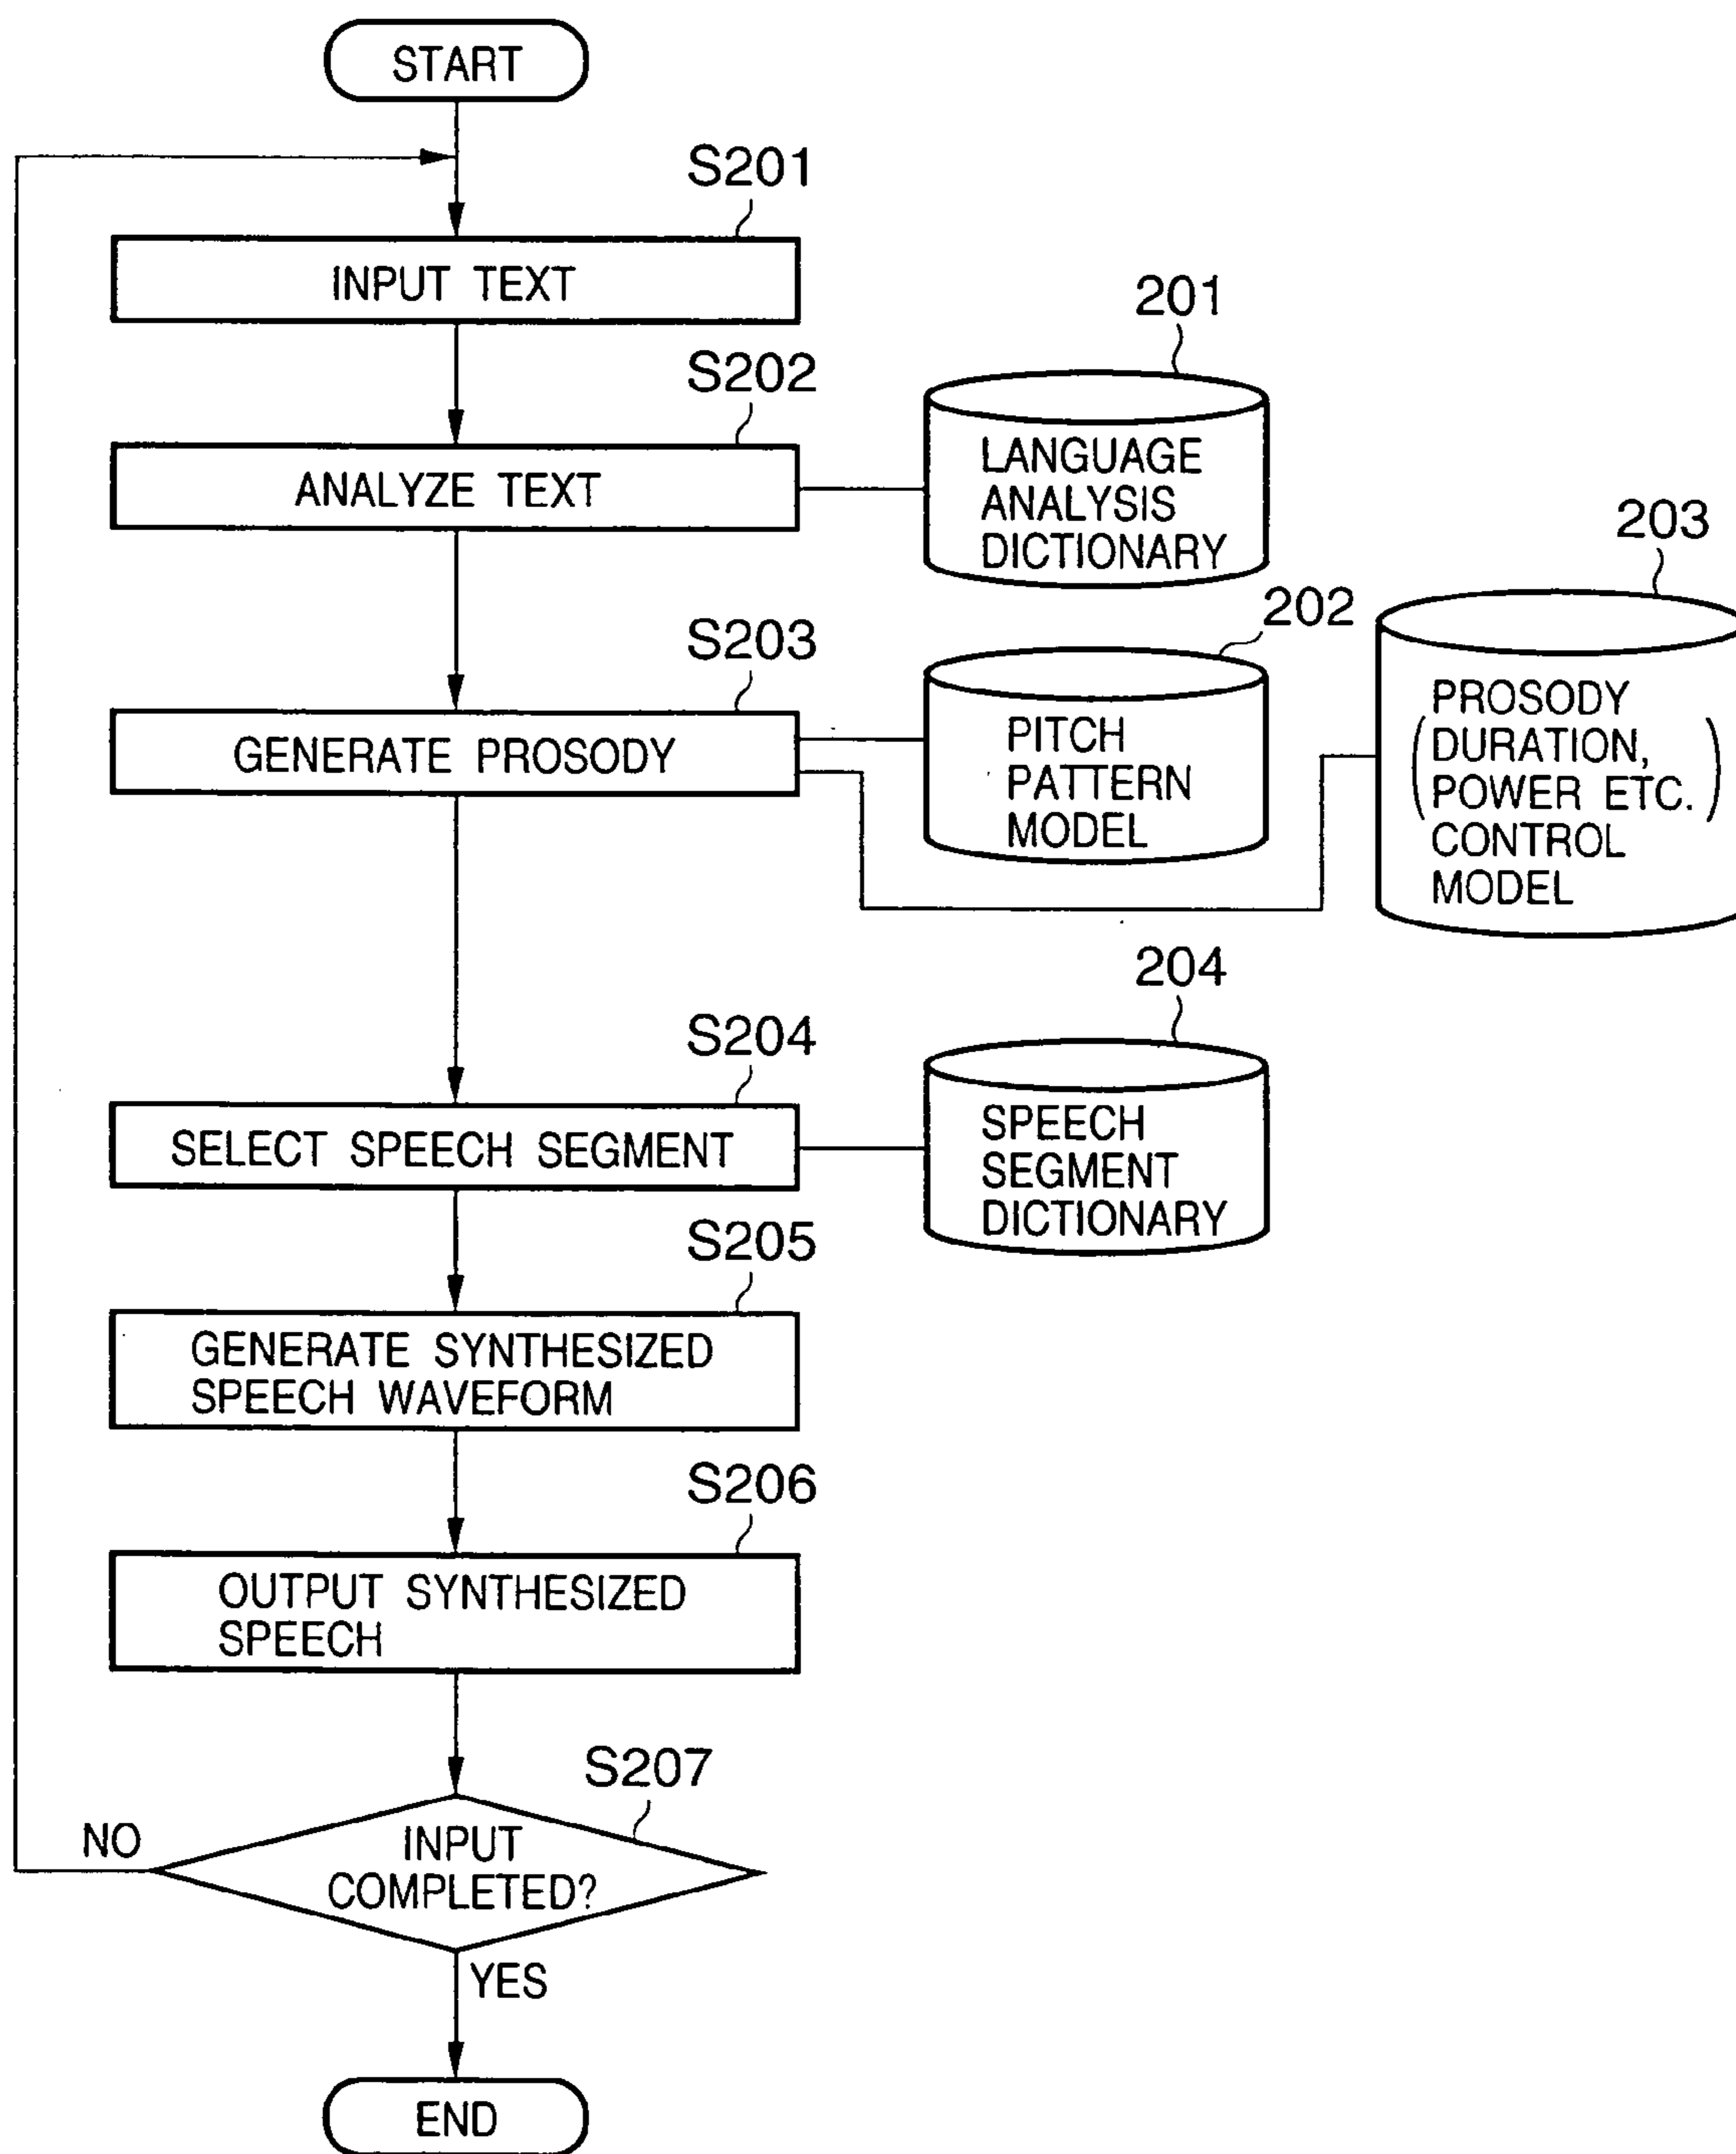 START
S201
INPUT TEXT
201
S202
LANGUAGE
ANALYSIS
DICTIONARY
ANALYZE TEXT
203
202
S203
PITCH
PATTERN
MODEL
PROSODY
(DURATION,
POWER ETC.)
CONTROL
MODEL
GENERATE PROSODY
204
S204
SPEECH
SEGMENT
DICTIONARY
SELECT SPEECH SEGMENT
S205
GENERATE SYNTHESIZED
SPEECH WAVEFORM
S206
OUTPUT SYNTHESIZED
SPEECH
S207
NO
INPUT
COMPLETED?
YES
END